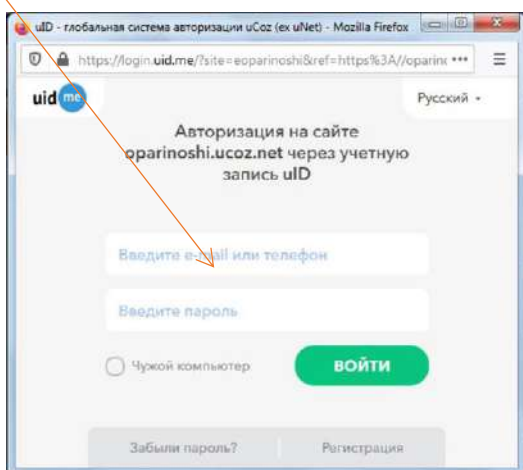 uID - глобальная система авторизации uCoz (ex uNet) - Mozilla Firefox
https://login.uid.me/?site=eoparinoshi&ref=https%3A//oparino
uid me
Русский
Авторизация на сайте
oparinoshi.ucoz.net через учетную
запись uID
Введите e-mail или телефон
Введите пароль
Чужой компьютер
ВОЙТИ
Забыли пароль?
Регистрация